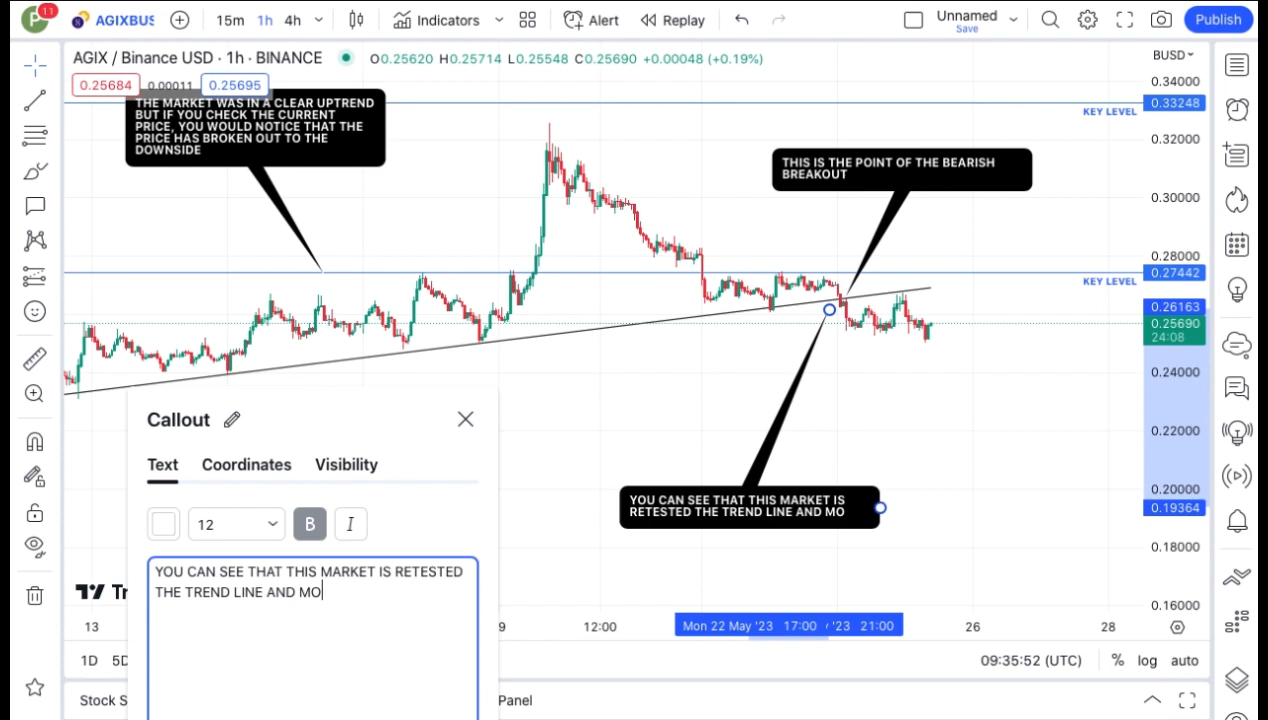 P 11 AGIXBUS 15m 1h 4h Indicators Alert Replay Unnamed Save Publish
AGIX / Binance USD · 1h · BINANCE O0.25620 H0.25714 L0.25548 C0.25690 +0.00048 (+0.19%) BUSD
0.25684 0.00011 0.25695
0.34000
THE MARKET WAS IN A CLEAR UPTREND
BUT IF YOU CHECK THE CURRENT
PRICE, YOU WOULD NOTICE THAT THE
PRICE HAS BROKEN OUT TO THE
DOWNSIDE
KEY LEVEL 0.33248
0.32000
THIS IS THE POINT OF THE BEARISH
BREAKOUT
0.30000
0.28000
0.27442
KEY LEVEL
0.26163
0.25690
24:08
0.24000
0.22000
0.20000
0.19364
0.18000
0.16000
YOU CAN SEE THAT THIS MARKET IS
RETESTED THE TREND LINE AND MO
Callout
Text Coordinates Visibility
12 B I
YOU CAN SEE THAT THIS MARKET IS RETESTED
THE TREND LINE AND MO
Tr
13 9 12:00 Mon 22 May '23 17:00 '23 21:00 26 28
1D 5D 09:35:52 (UTC) % log auto
Stock S Panel